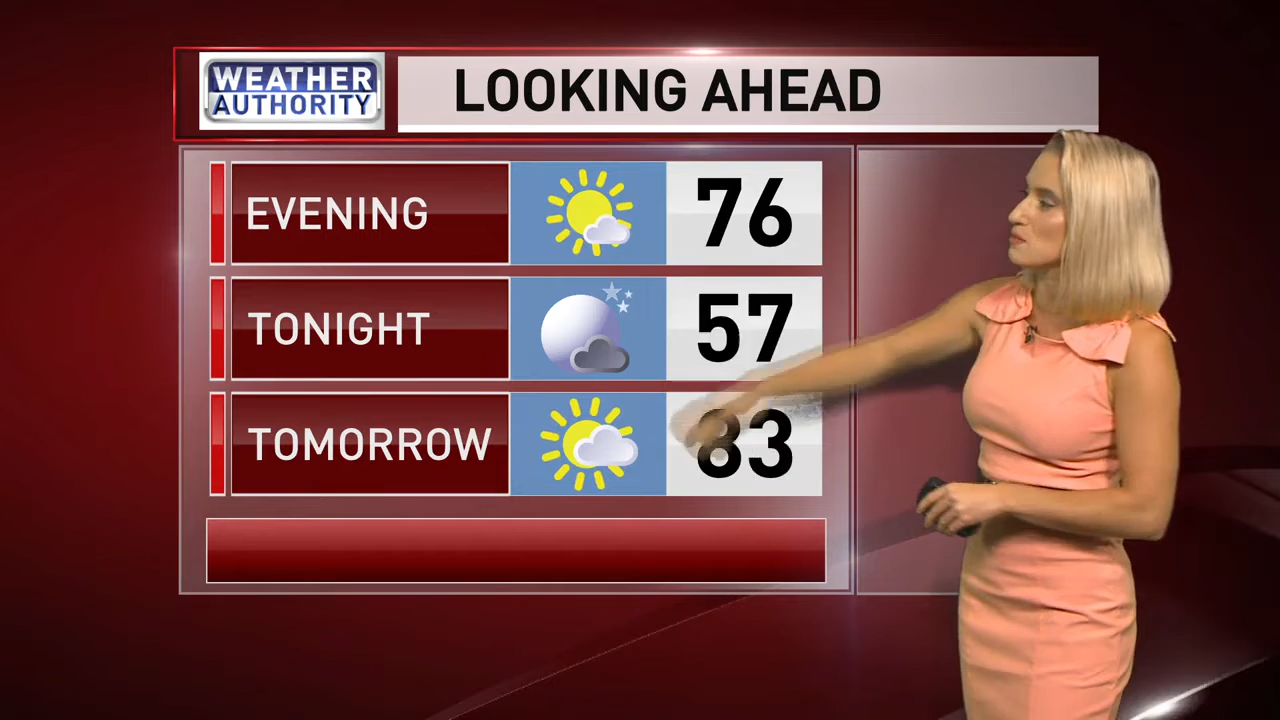 WEATHER
AUTHORITY
LOOKING AHEAD
EVENING 76
TONIGHT 57
TOMORROW 83